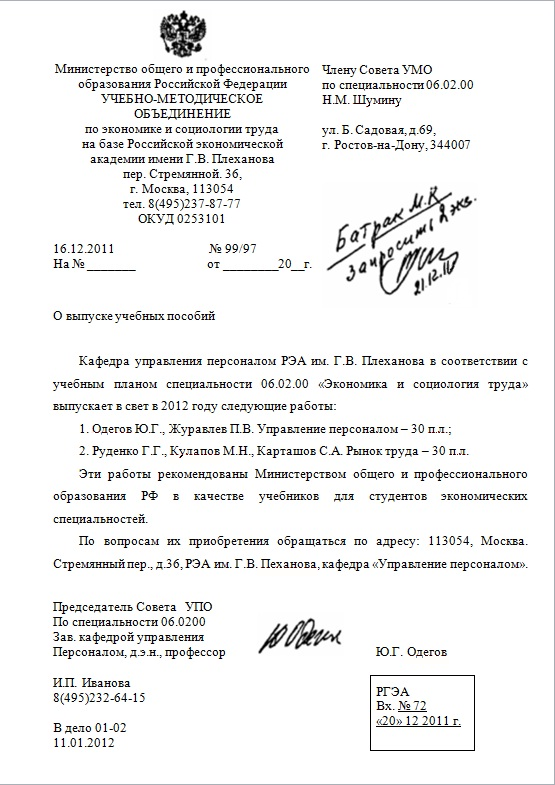 Министерство общего и профессионального
образования Российской Федерации
УЧЕБНО-МЕТОДИЧЕСКОЕ
ОБЪЕДИНЕНИЕ
по экономике и социологии труда
на базе Российской экономической
академии имени Г.В. Плеханова
пер. Стремянной. 36,
г. Москва, 113054
тел. 8(495)237-87-77
ОКУД 0253101
Члену Совета УМО
по специальности 06.02.00
Н.М. Шумину
ул. Б. Садовая, д.69,
г. Ростов-на-Дону, 344007
Батрак М.К
запросить 2 экз.
21.12.11
16.12.2011 № 99/97
На № _______ от ________20__г.
О выпуске учебных пособий
Кафедра управления персоналом РЭА им. Г.В. Плеханова в соответствии с
учебным планом специальности 06.02.00 «Экономика и социология труда»
выпускает в свет в 2012 году следующие работы:
1. Одегов Ю.Г., Журавлев П.В. Управление персоналом – 30 п.л.;
2. Руденко Г.Г., Кулапов М.Н., Карташов С.А. Рынок труда – 30 п.л.
Эти работы рекомендованы Министерством общего и профессионального
образования РФ в качестве учебников для студентов экономических
специальностей.
По вопросам их приобретения обращаться по адресу: 113054, Москва.
Стремянный пер., д.36, РЭА им. Г.В. Пеханова, кафедра «Управление персоналом».
Председатель Совета УПО
По специальности 06.0200
Зав. кафедрой управления
Персоналом, д.э.н., профессор Ю Одегов Ю.Г. Одегов
И.П. Иванова
8(495)232-64-15
В дело 01-02
11.01.2012
РГЭА
Вх. № 72
«20» 12 2011 г.